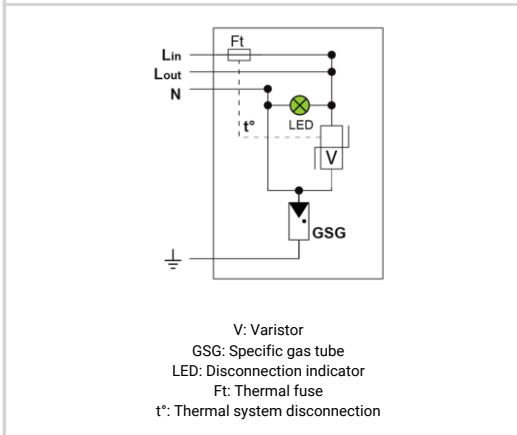 Ft
Lin
Lout
N
t° LED
V
GSG
V: Varistor
GSG: Specific gas tube
LED: Disconnection indicator
Ft: Thermal fuse
t°: Thermal system disconnection